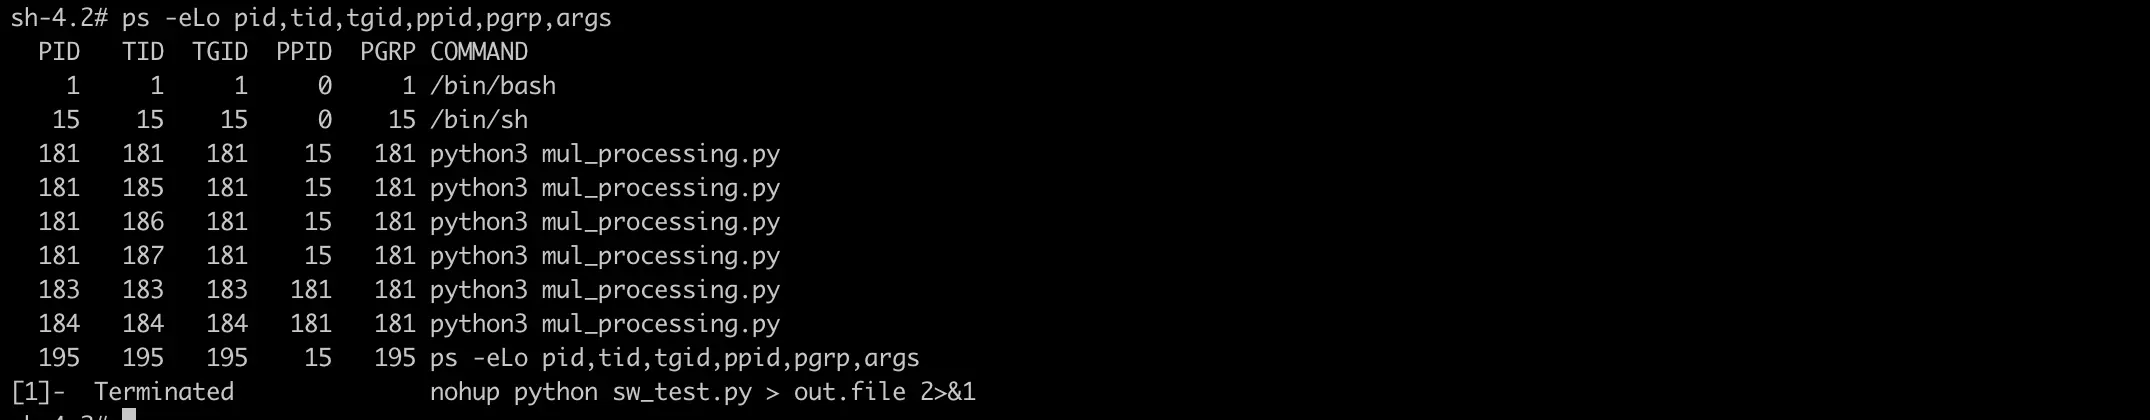 sh-4.2# ps -eLo pid,tid,tgid,ppid,pgrp,args
PID TID TGID PPID PGRP COMMAND
1 1 1 0 1 /bin/bash
15 15 15 0 15 /bin/sh
181 181 181 15 181 python3 mul_processing.py
181 185 181 15 181 python3 mul_processing.py
181 186 181 15 181 python3 mul_processing.py
181 187 181 15 181 python3 mul_processing.py
183 183 183 181 181 python3 mul_processing.py
184 184 184 181 181 python3 mul_processing.py
195 195 195 15 195 ps -eLo pid,tid,tgid,ppid,pgrp,args
[1]- Terminated nohup python sw_test.py > out.file 2>&1